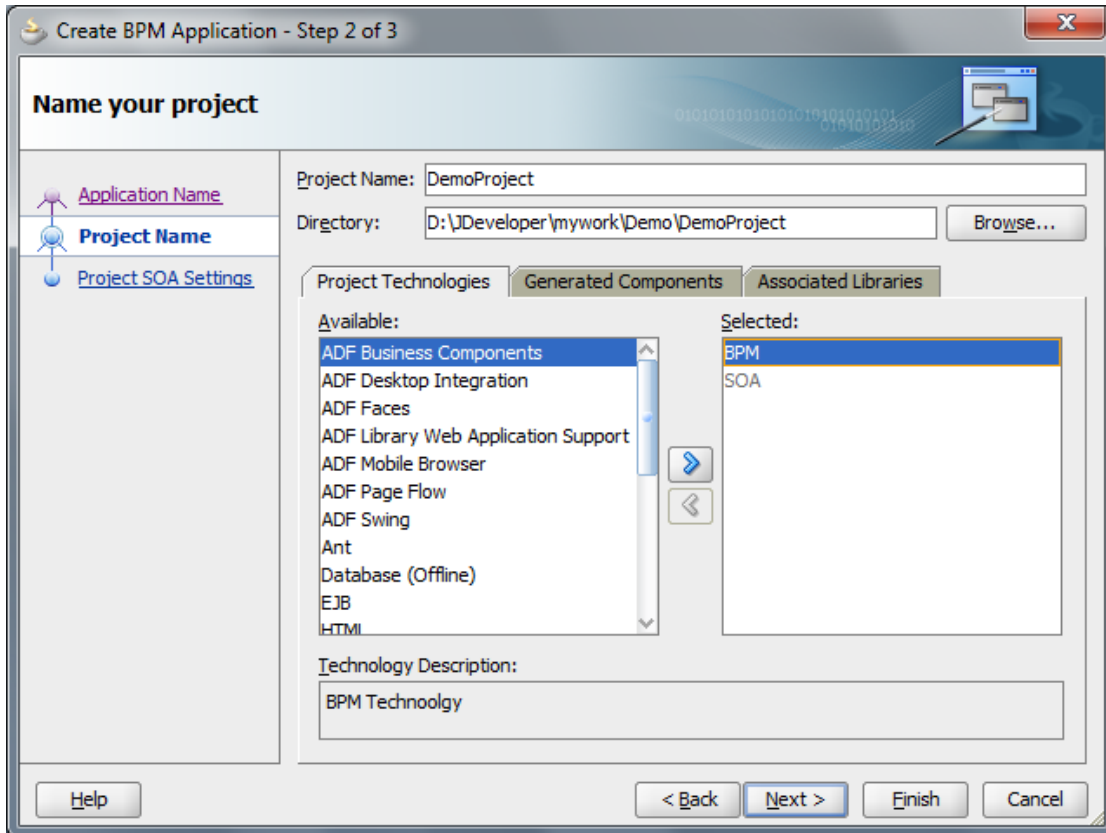 Create BPM Application - Step 2 of 3
Name your project
010101010101010101010101
01010101010
Application Name
Project Name
Project SOA Settings
Project Name: DemoProject
Directory: D:\JDeveloper\mywork\Demo\DemoProject Browse...
Project Technologies Generated Components Associated Libraries
Available: Selected:
ADF Business Components BPM
ADF Desktop Integration SOA
ADF Faces
ADF Library Web Application Support
ADF Mobile Browser
ADF Page Flow
ADF Swing
Ant
Database (Offline)
EJB
HTML
Technology Description:
BPM Technoolgy
Help < Back Next > Finish Cancel